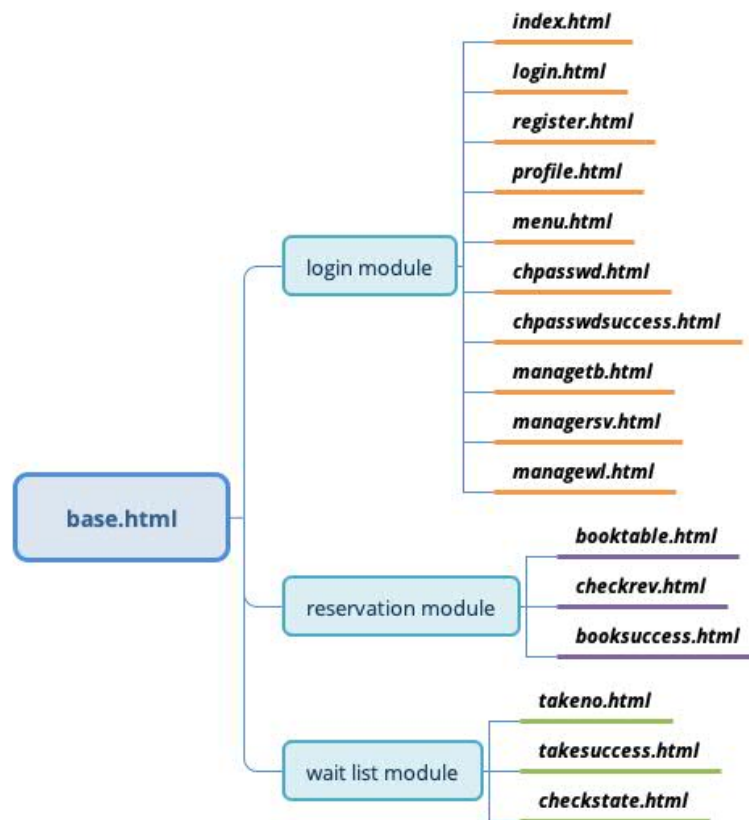 index.html
login.html
register.html
profile.html
menu.html
login module
chpasswd.html
chpasswdsuccess.html
managetb.html
managersv.html
managewl.html
base.html
booktable.html
reservation module
checkrev.html
booksuccess.html
takeno.html
wait list module
takesuccess.html
checkstate.html